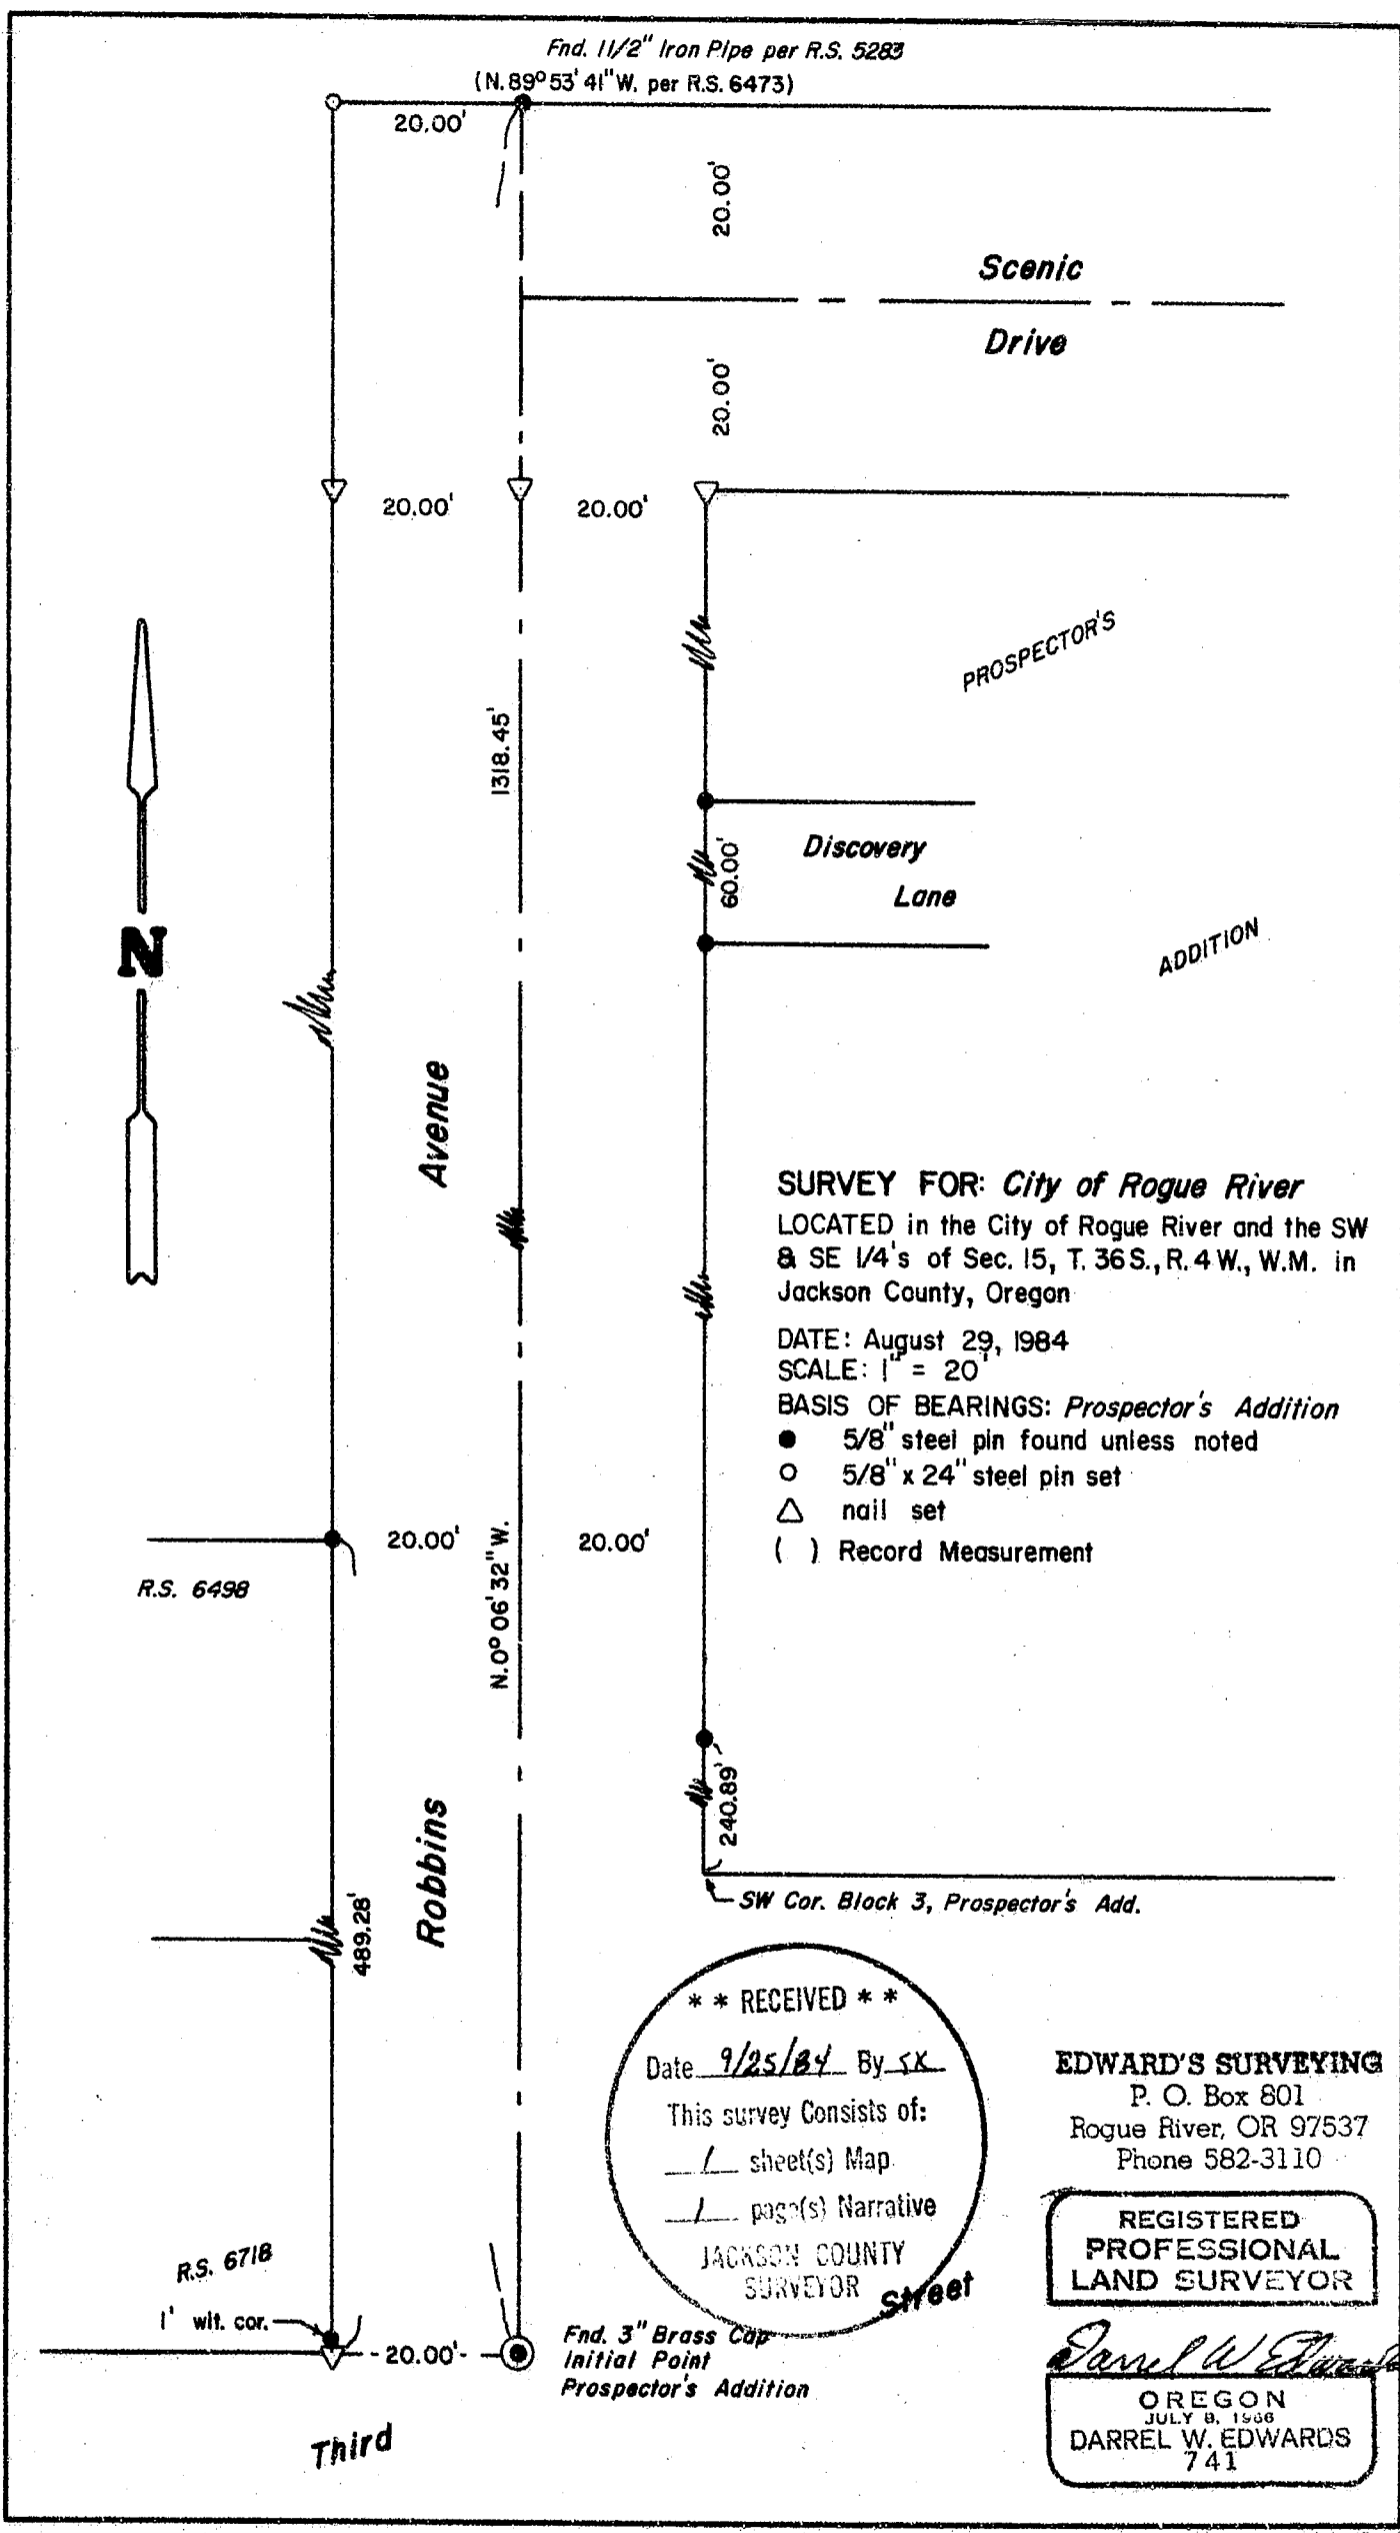 Fnd. 1 1/2" Iron Pipe per R.S. 5283
(N. 89° 53' 41" W. per R.S. 6473)
20.00'
20.00'
Scenic
Drive
20.00'
20.00'
20.00'
PROSPECTOR'S
1318.45'
Discovery
60.00'
Lane
N
ADDITION
Avenue
SURVEY FOR: City of Rogue River
LOCATED in the City of Rogue River and the SW
& SE 1/4's of Sec. 15, T. 36 S., R. 4 W., W.M. in
Jackson County, Oregon
DATE: August 29, 1984
SCALE: 1" = 20'
BASIS OF BEARINGS: Prospector's Addition
● 5/8" steel pin found unless noted
○ 5/8" x 24" steel pin set
△ nail set
( ) Record Measurement
20.00'
20.00'
R.S. 6498
N. 0° 06' 32" W.
240.89'
Robbins
SW Cor. Block 3, Prospector's Add.
489.28'
* * RECEIVED * *
Date 9/25/84 By SK
This survey Consists of:
1 sheet(s) Map
1 page(s) Narrative
JACKSON COUNTY
SURVEYOR
EDWARD'S SURVEYING
P. O. Box 801
Rogue River, OR 97537
Phone 582-3110
REGISTERED
PROFESSIONAL
LAND SURVEYOR
Darrel W Edwards
OREGON
JULY 8, 1966
DARREL W. EDWARDS
741
R.S. 6718
1' wit. cor.
Street
20.00'
Fnd. 3" Brass Cap
Initial Point
Prospector's Addition
Third